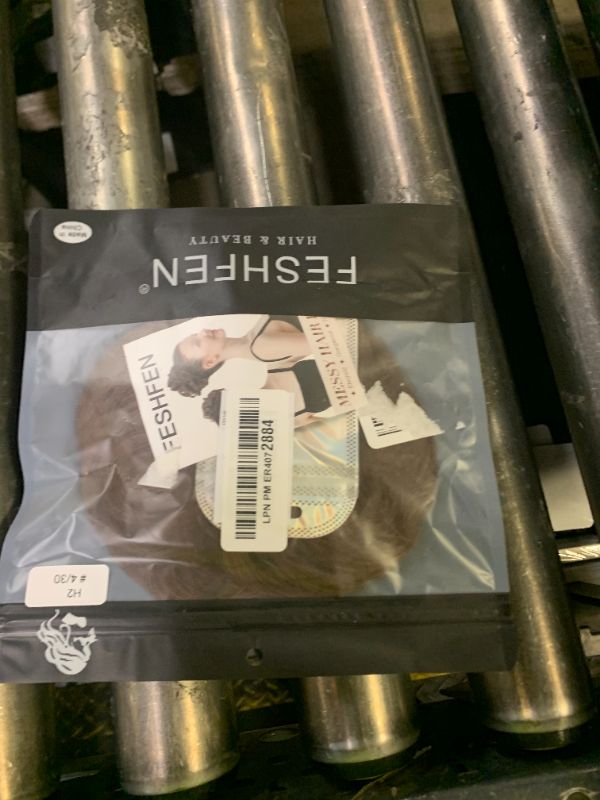 Made in
China
FESHFEN®
HAIR & BEAUTY
FESHFEN
MESSY HAIR
LPN PM ER4072884
H2
#4/30